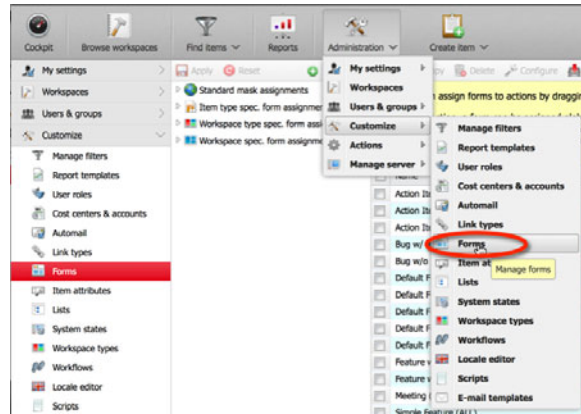 Cockpit
Browse workspaces
Find items
Reports
Administration
Create item
My settings
Workspaces
Users & groups
Customize
Manage filters
Report templates
User roles
Cost centers & accounts
Automail
Link types
Forms
Item attributes
Lists
System states
Workspace types
Workflows
Locale editor
Scripts
Apply
Reset
Standard mask assignments
Item type spec. form assignmen
Workspace type spec. form assi
Workspace spec. form assignme
My settings
Workspaces
Users & groups
Customize
Actions
Manage server
py
Delete
Configure
assign forms to actions by draggin
Name
Action Ite
Action Ite
Action Ite
Bug w/
Bug w/o
Default F
Default F
Default F
Default F
Default F
Feature w
Feature w
Meeting (
Simple Feature (ALL)
Manage filters
Report templates
User roles
Cost centers & accounts
Automail
Link types
Forms
Item at
Manage forms
Lists
System states
Workspace types
Workflows
Locale editor
Scripts
E-mail templates